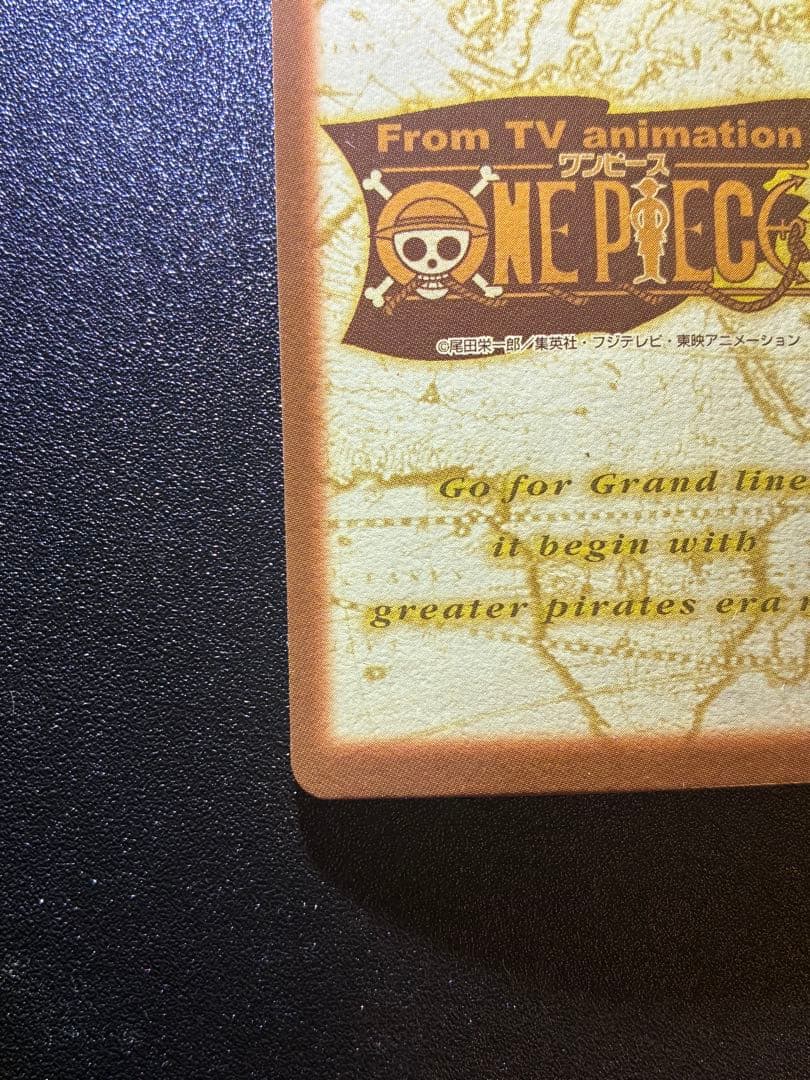 From TV animation
ワンピース
ONE PIECE
©尾田栄一郎/集英社・フジテレビ・東映アニメーション
Go for Grand line
it begin with
greater pirates era